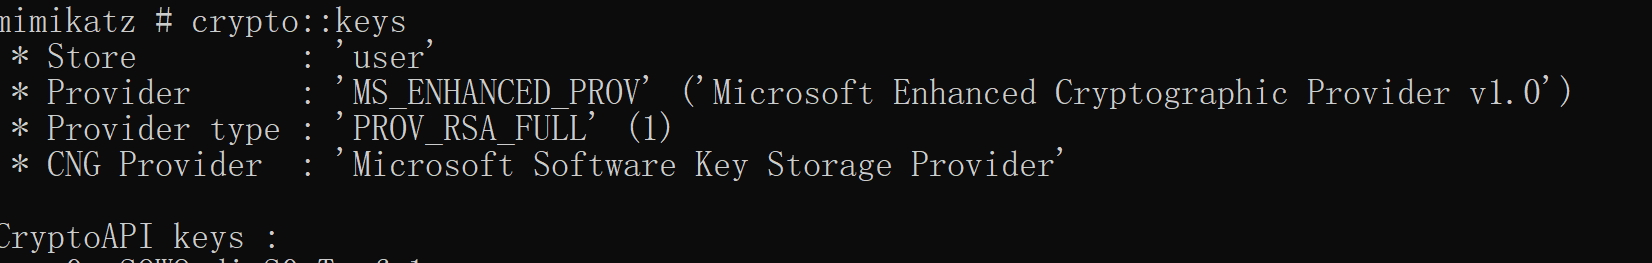 mimikatz # crypto::keys
* Store : 'user'
* Provider : 'MS_ENHANCED_PROV' ('Microsoft Enhanced Cryptographic Provider v1.0')
* Provider type : 'PROV_RSA_FULL' (1)
* CNG Provider : 'Microsoft Software Key Storage Provider'
CryptoAPI keys :